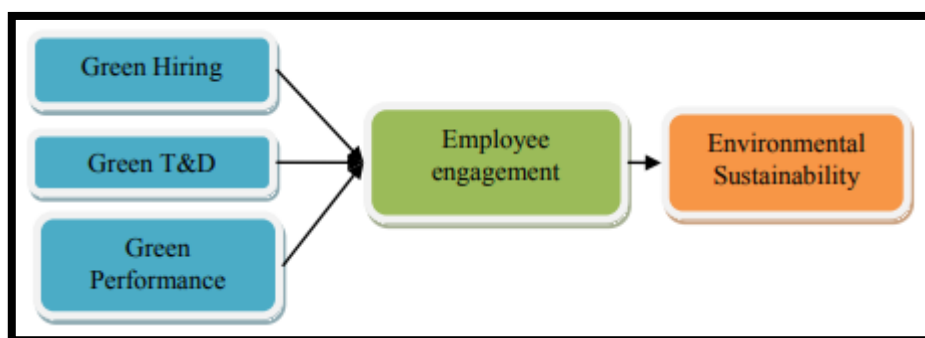 Green Hiring
Green T&D
Green
Performance
Employee
engagement
Environmental
Sustainability